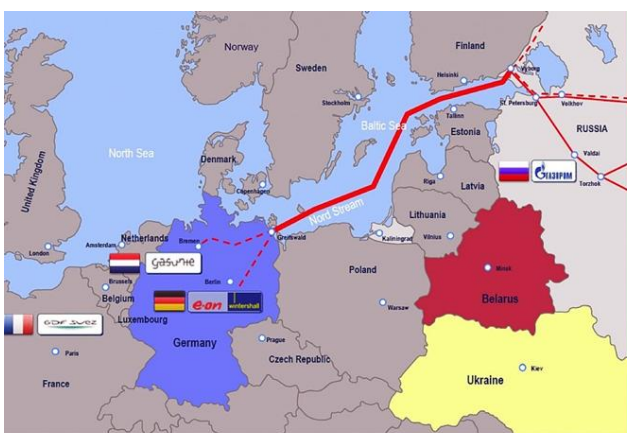 Norway
Finland
Sweden
Helsinki
Vyborg
Stockholm
St. Petersburg
Volkhov
Tallinn
Baltic Sea
Estonia
RUSSIA
North Sea
Denmark
Valdai
United Kingdom
Riga
Latvia
GAZPROM
Torzhok
Copenhagen
Nord Stream
Lithuania
Greifswald
Kaliningrad
Vilnius
Netherlands
Amsterdam
Bremen
London
gasunie
Minsk
Poland
Brussels
Berlin
Belgium
e·on
wintershall
Belarus
Warsaw
Luxembourg
GDF SUEZ
Germany
Prague
Paris
Czech Republic
France
Kiev
Ukraine